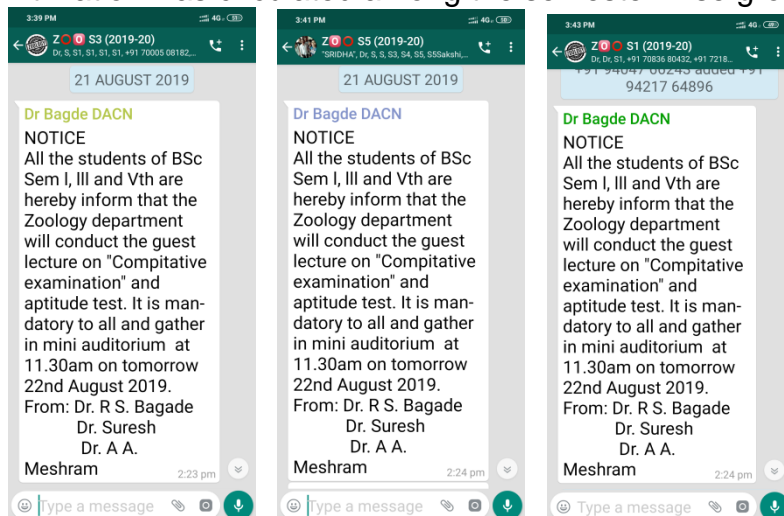 3:39 PM
4G
ZOO S3 (2019-20)
Dr, S, S1, S1, S1, S1, +91 70005 08182,...
21 AUGUST 2019
Dr Bagde DACN
NOTICE
All the students of BSc
Sem I, III and Vth are
hereby inform that the
Zoology department
will conduct the guest
lecture on "Compitative
examination" and
aptitude test. It is man-
datory to all and gather
in mini auditorium at
11.30am on tomorrow
22nd August 2019.
From: Dr. R S. Bagade
Dr. Suresh
Dr. A A.
Meshram
2:23 pm
Type a message
3:41 PM
4G
ZOO S5 (2019-20)
"SRIDHA", Dr, S, S, S3, S4, S5, S5Sakshi,...
21 AUGUST 2019
Dr Bagde DACN
NOTICE
All the students of BSc
Sem I, III and Vth are
hereby inform that the
Zoology department
will conduct the guest
lecture on "Compitative
examination" and
aptitude test. It is man-
datory to all and gather
in mini auditorium at
11.30am on tomorrow
22nd August 2019.
From: Dr. R S. Bagade
Dr. Suresh
Dr. A A.
Meshram
2:24 pm
Type a message
3:43 PM
4G
ZOO S1 (2019-20)
Dr, Dr, S1, +91 70836 80432, +91 7218...
added +91
94217 64896
Dr Bagde DACN
NOTICE
All the students of BSc
Sem I, III and Vth are
hereby inform that the
Zoology department
will conduct the guest
lecture on "Compitative
examination" and
aptitude test. It is man-
datory to all and gather
in mini auditorium at
11.30am on tomorrow
22nd August 2019.
From: Dr. R S. Bagade
Dr. Suresh
Dr. A A.
Meshram
2:24 pm
Type a message